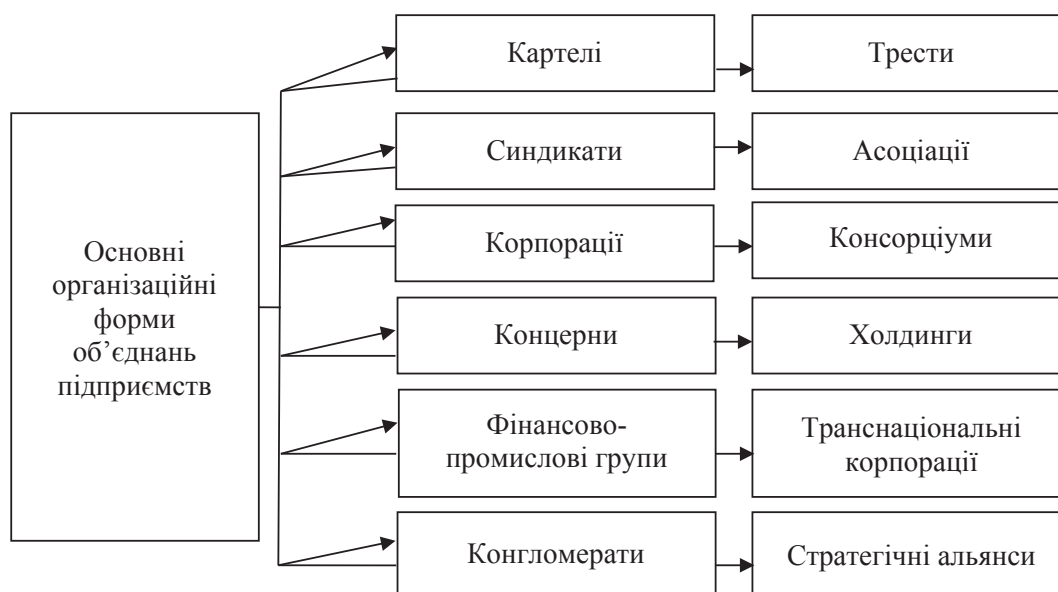 Основні
організаційні
форми
об’єднань
підприємств
Картелі
Трести
Синдикати
Асоціації
Корпорації
Консорціуми
Концерни
Холдинги
Фінансово-
промислові групи
Транснаціональні
корпорації
Конгломерати
Стратегічні альянси